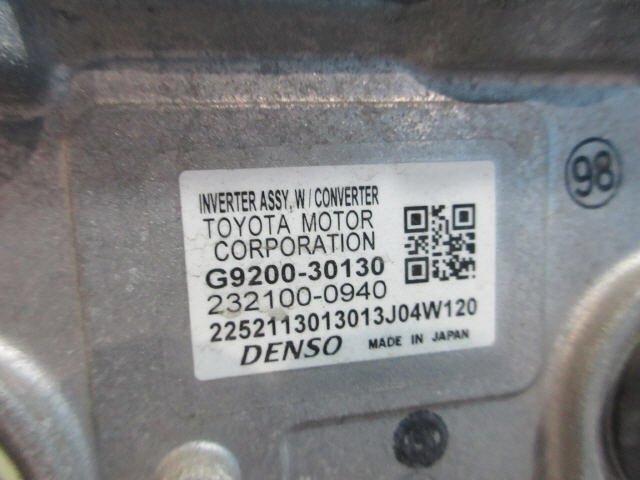 INVERTER ASSY, W / CONVERTER
TOYOTA MOTOR
CORPORATION
G9200-30130
232100-0940
2252113013013J04W120
DENSO MADE IN JAPAN
98